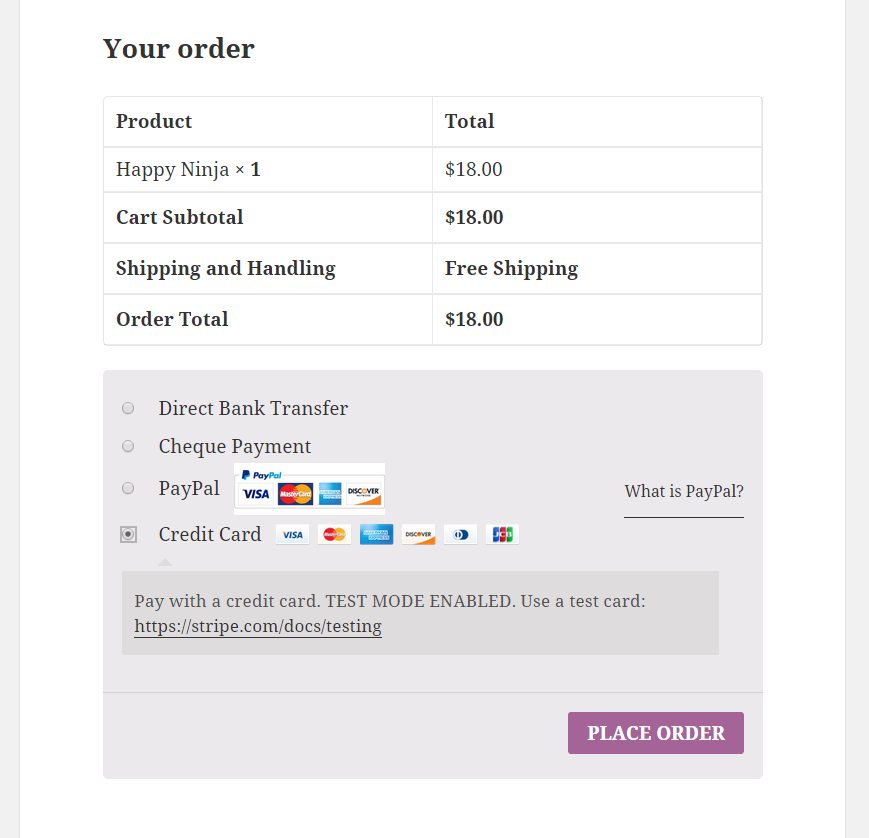 Your order
Product Total
Happy Ninja × 1 $18.00
Cart Subtotal $18.00
Shipping and Handling Free Shipping
Order Total $18.00
Direct Bank Transfer
Cheque Payment
PayPal
VISA MasterCard DISCOVER
PayPal What is PayPal?
Credit Card VISA MasterCard AMERICAN EXPRESS DISCOVER JCB
Pay with a credit card. TEST MODE ENABLED. Use a test card:
https://stripe.com/docs/testing
PLACE ORDER